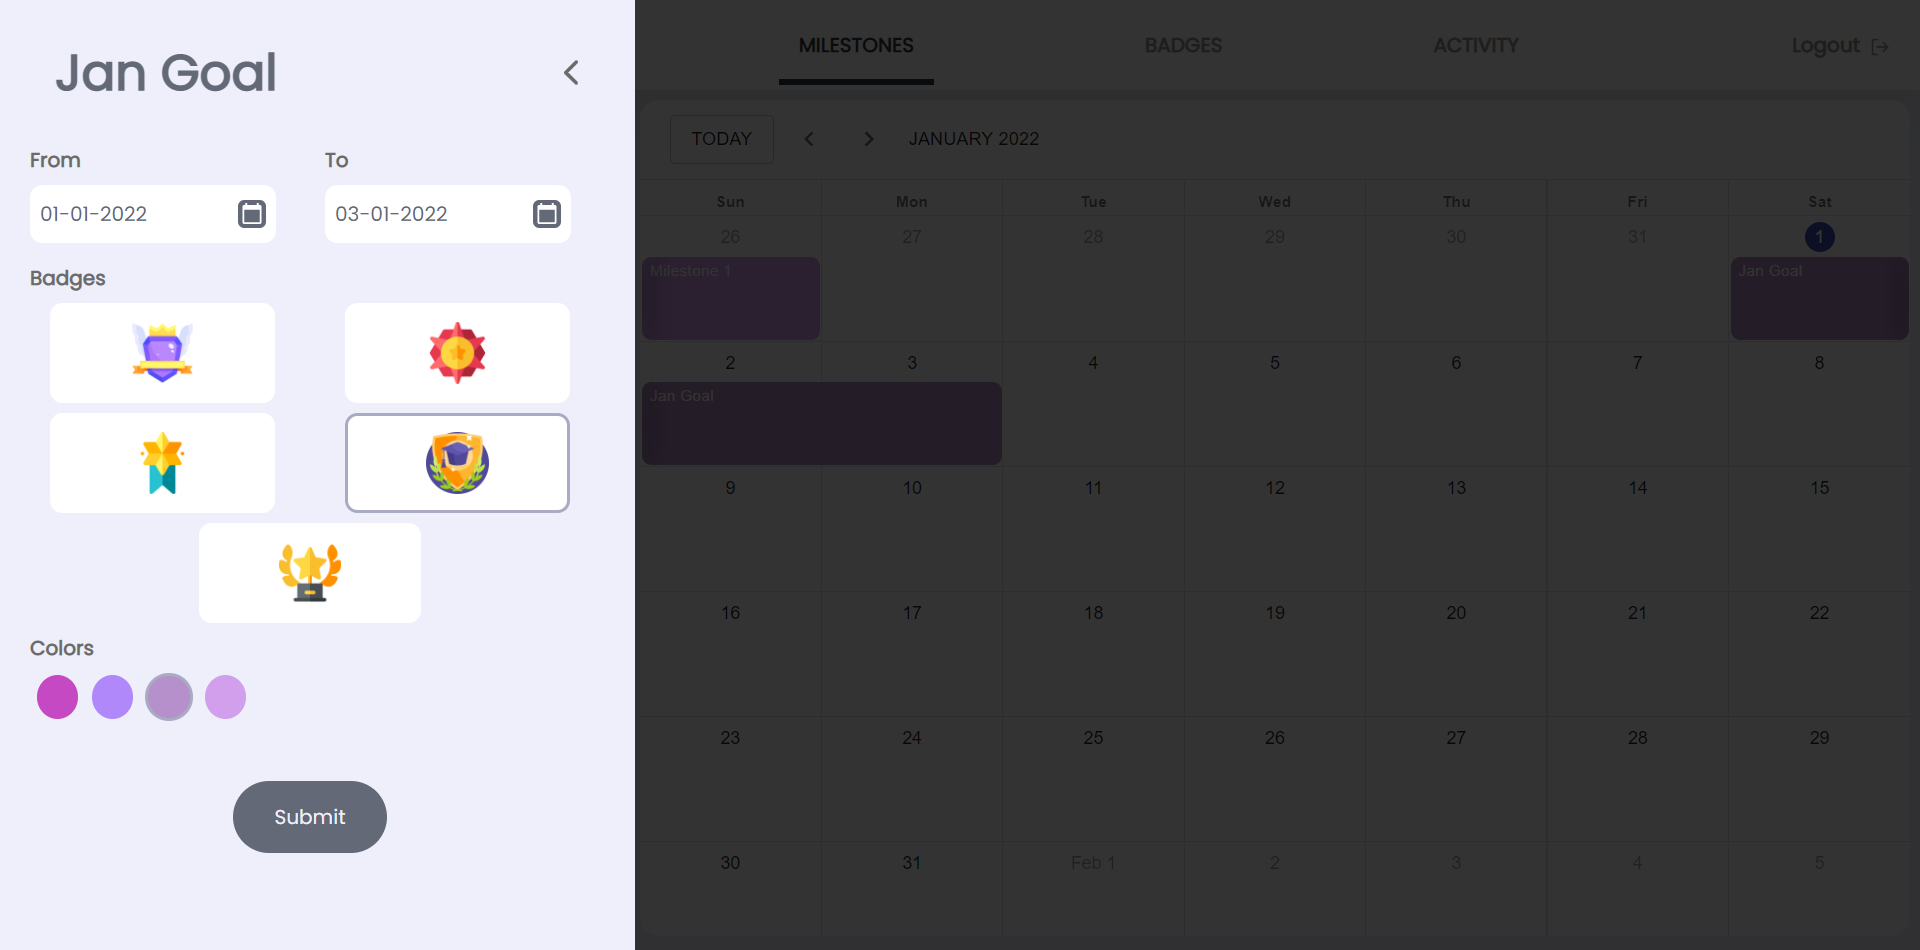 Jan Goal
From To
01-01-2022 03-01-2022
Badges
Colors
Submit
MILESTONES BADGES ACTIVITY Logout
TODAY JANUARY 2022
Sun Mon Tue Wed Thu Fri Sat
26 27 28 29 30 31 1
Milestone 1 Jan Goal
2 3 4 5 6 7 8
Jan Goal
9 10 11 12 13 14 15
16 17 18 19 20 21 22
23 24 25 26 27 28 29
30 31 Feb 1 2 3 4 5